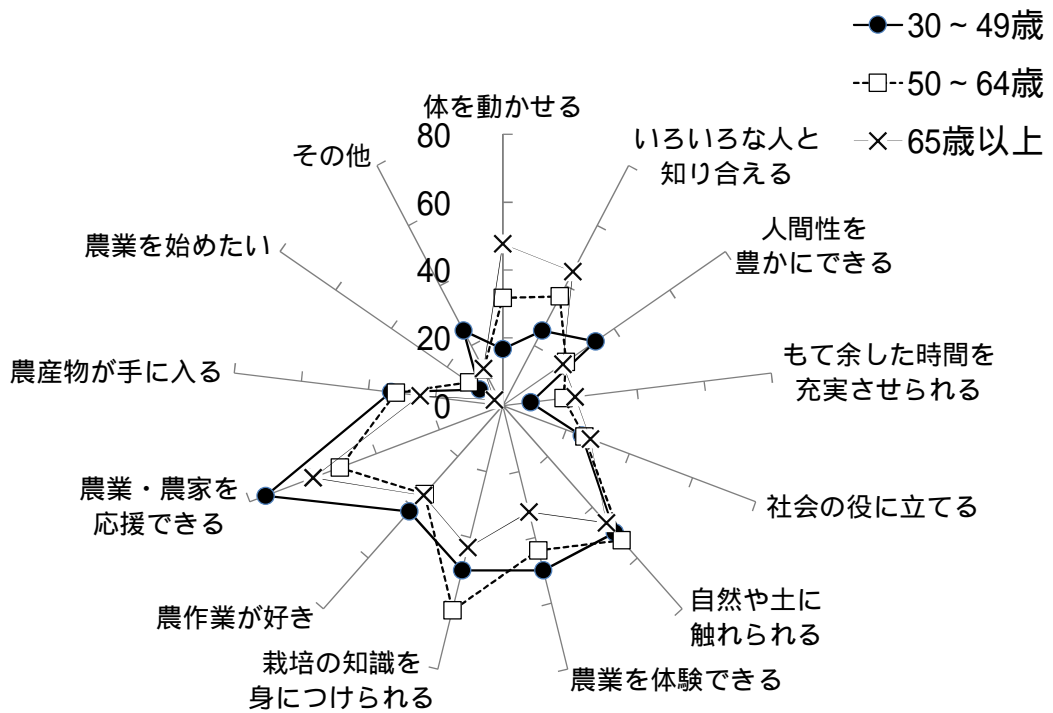 30~49歳
50~64歳
65歳以上
体を動かせる
いろいろな人と
知り合える
人間性を
豊かにできる
もて余した時間を
充実させられる
社会の役に立てる
自然や土に
触れられる
農業を体験できる
栽培の知識を
身につけられる
農作業が好き
農業・農家を
応援できる
農産物が手に入る
農業を始めたい
その他
80
60
40
20
0